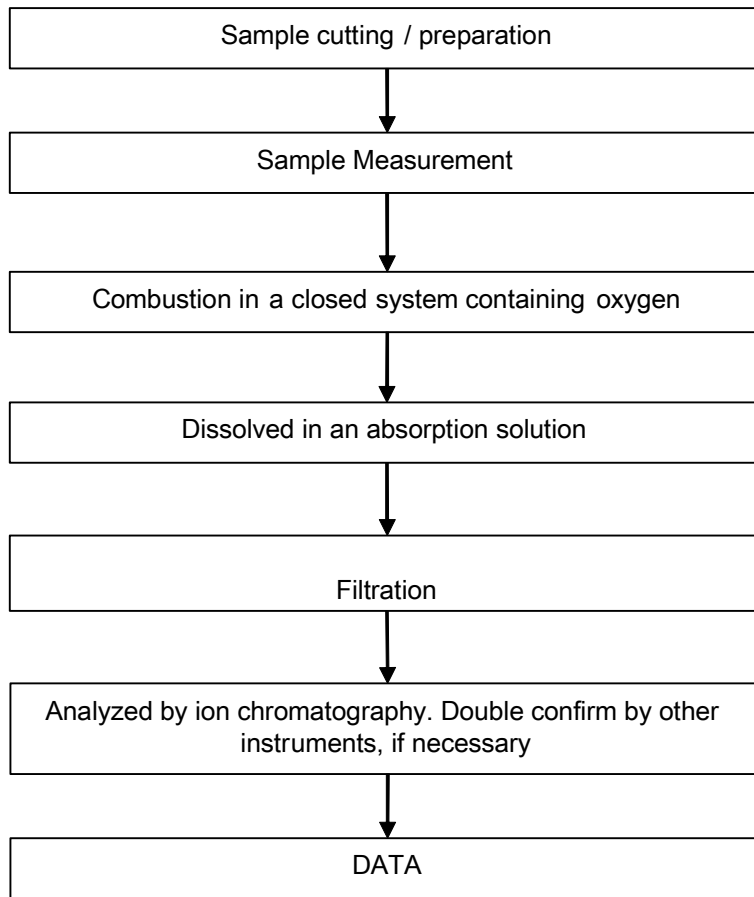 Sample cutting / preparation
Sample Measurement
Combustion in a closed system containing oxygen
Dissolved in an absorption solution
Filtration
Analyzed by ion chromatography. Double confirm by other
instruments, if necessary
DATA